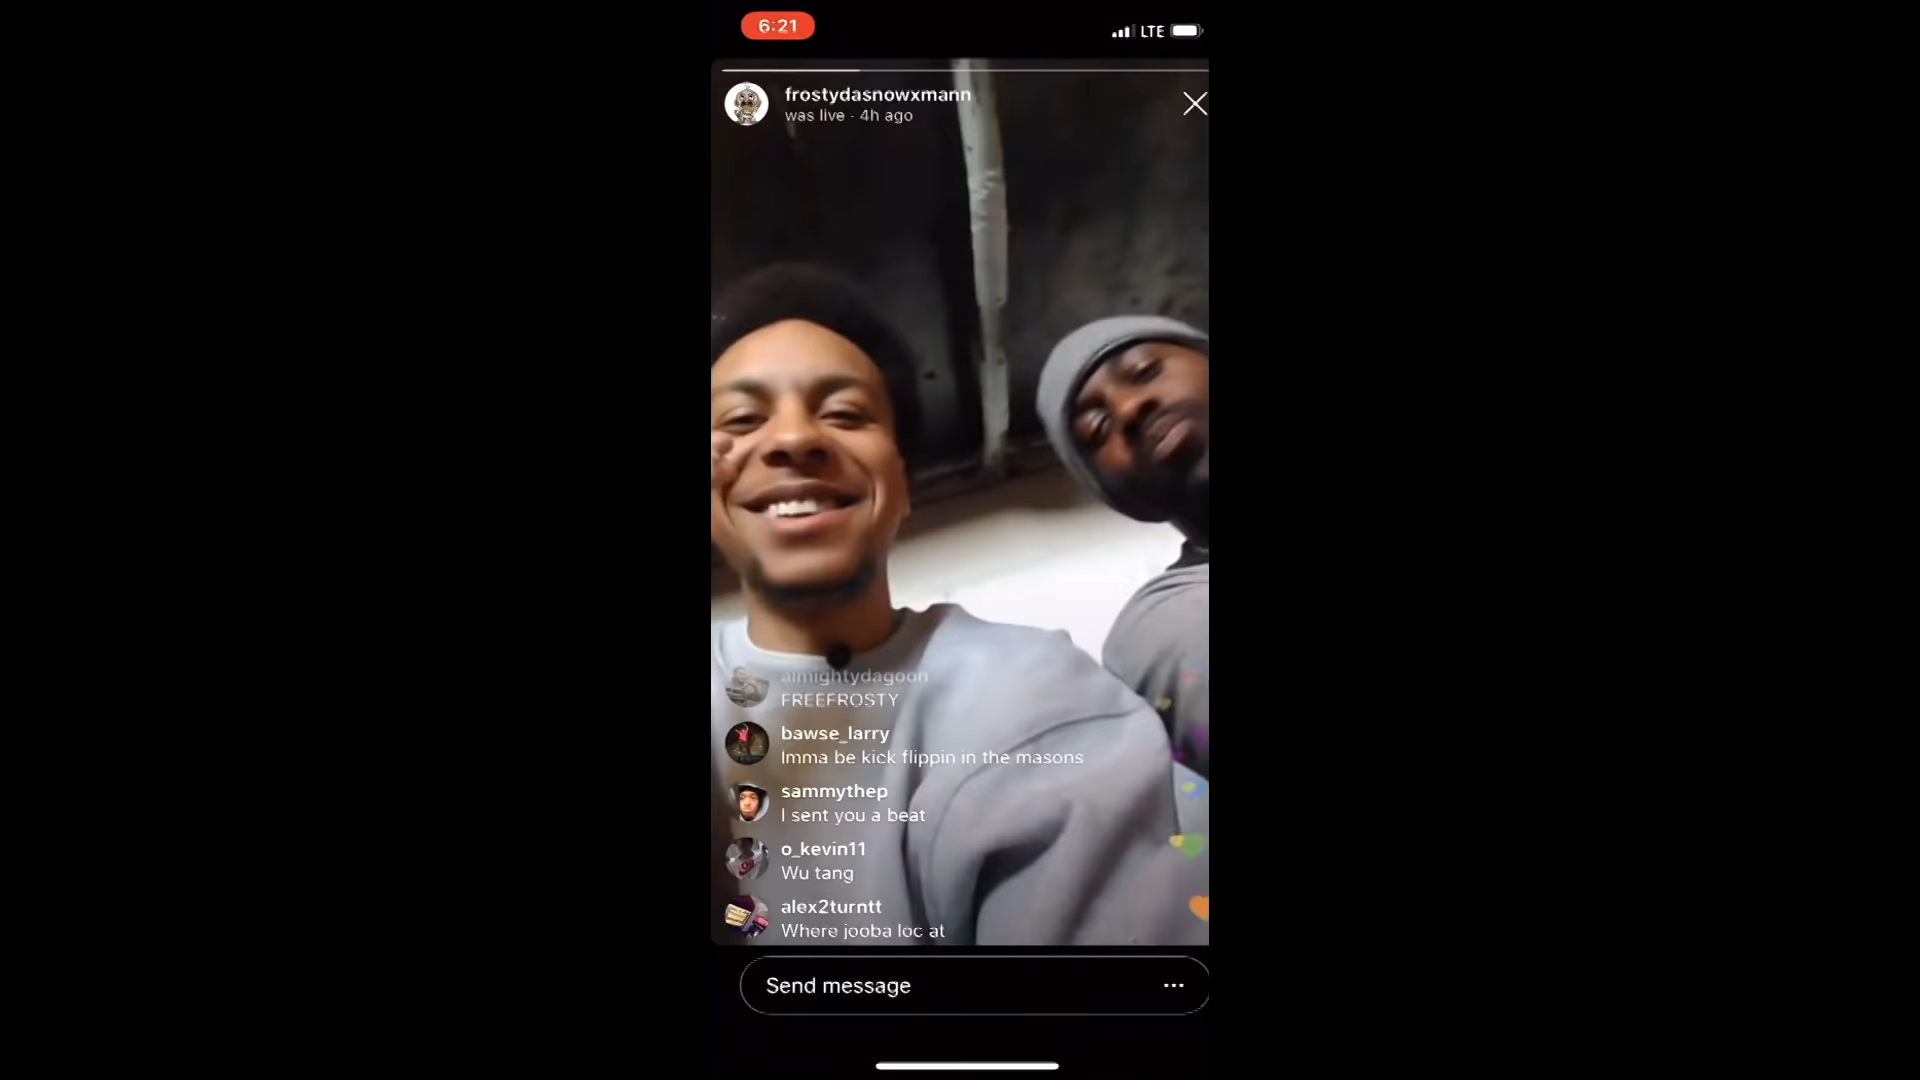 6:21
LTE
frostydasnowxmann
was live · 4h ago
almightydagoon
FREEFROSTY
bawse_larry
Imma be kick flippin in the masons
sammythep
I sent you a beat
o_kevin11
Wu tang
alex2turntt
Where jooba loc at
Send message